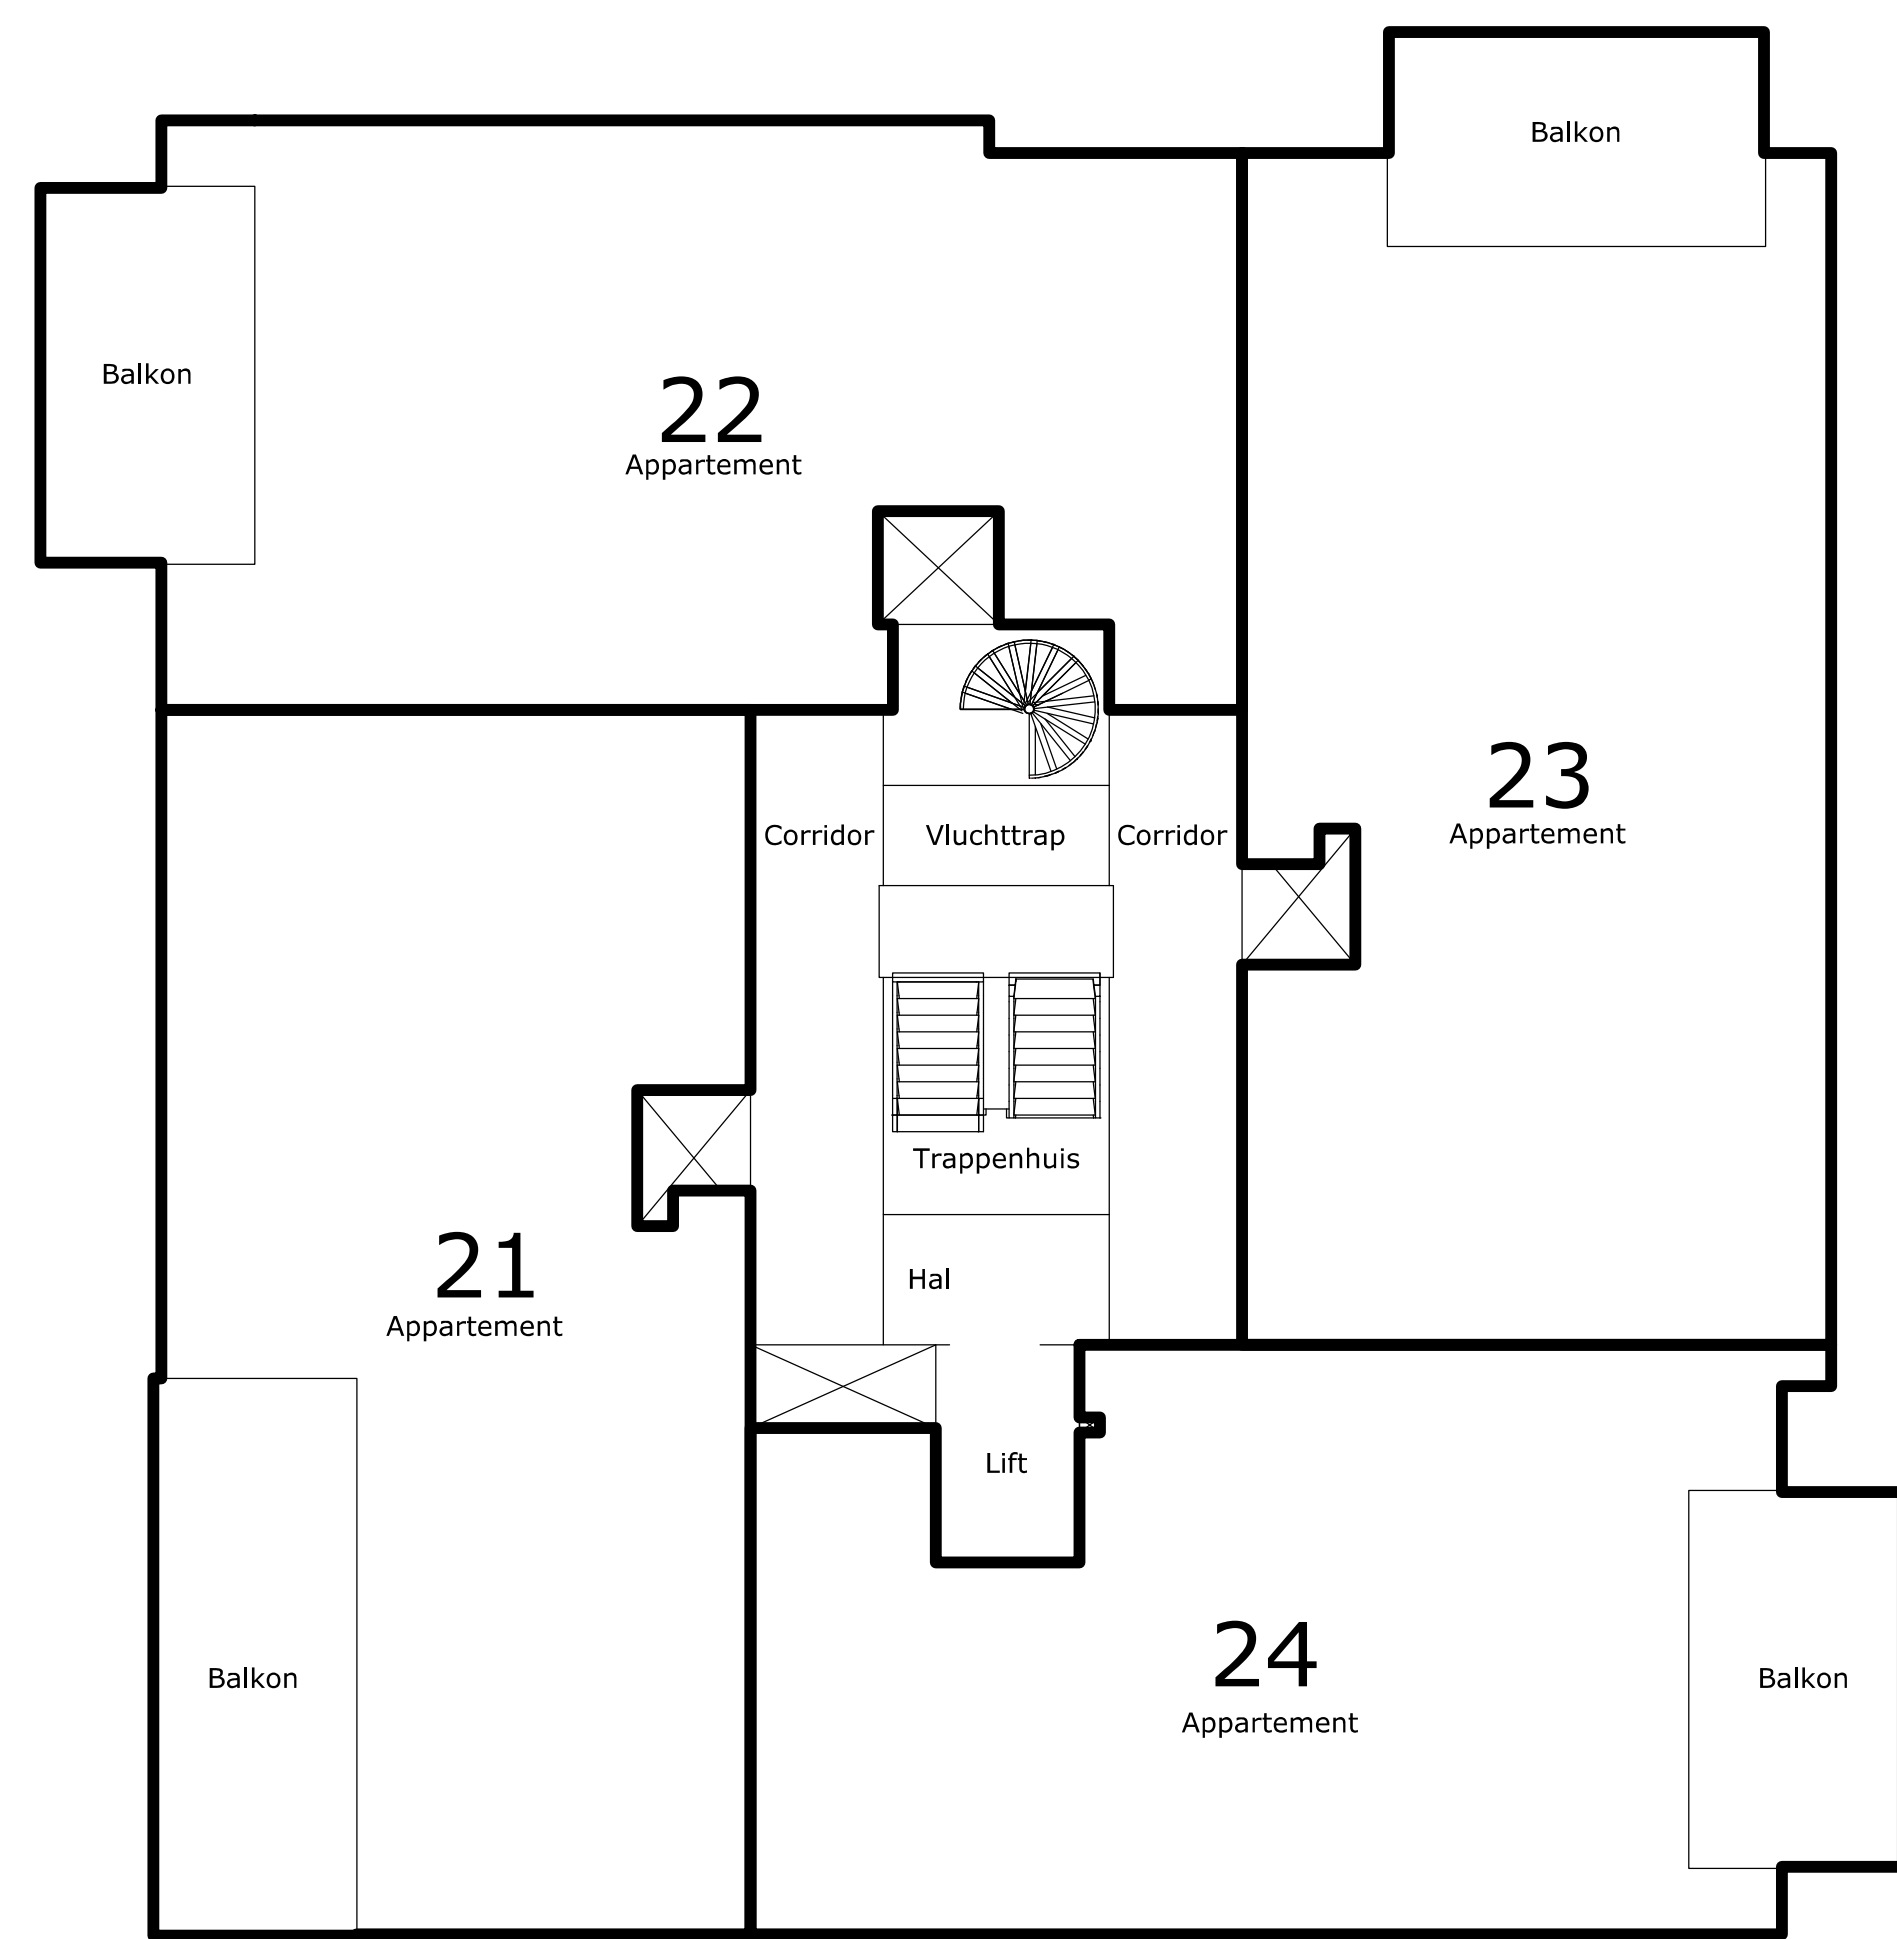 Balkon
Balkon
22
Appartement
23
Appartement
Corridor
Vluchttrap
Corridor
Trappenhuis
21
Appartement
Hal
Lift
24
Appartement
Balkon
Balkon